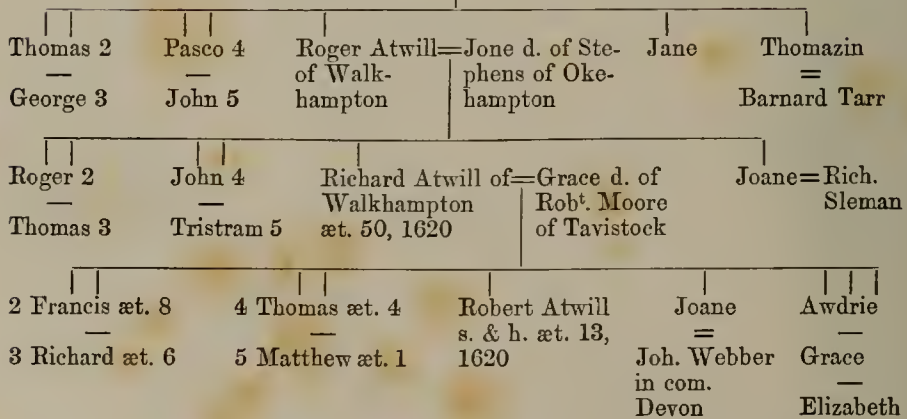 Thomas 2 Pasco 4 Roger Atwill=Jone d. of Ste- Jane Thomazin
— — of Walk- phens of Oke- =
George 3 John 5 hampton hampton Barnard Tarr
Roger 2 John 4 Richard Atwill of=Grace d. of Joane=Rich.
— — Walkhampton Robᵗ. Moore Sleman
Thomas 3 Tristram 5 æt. 50, 1620 of Tavistock
2 Francis æt. 8 4 Thomas æt. 4 Robert Atwill Joane Awdrie
— — s. & h. æt. 13, = —
3 Richard æt. 6 5 Matthew æt. 1 1620 Joh. Webber Grace
in com. —
Devon Elizabeth